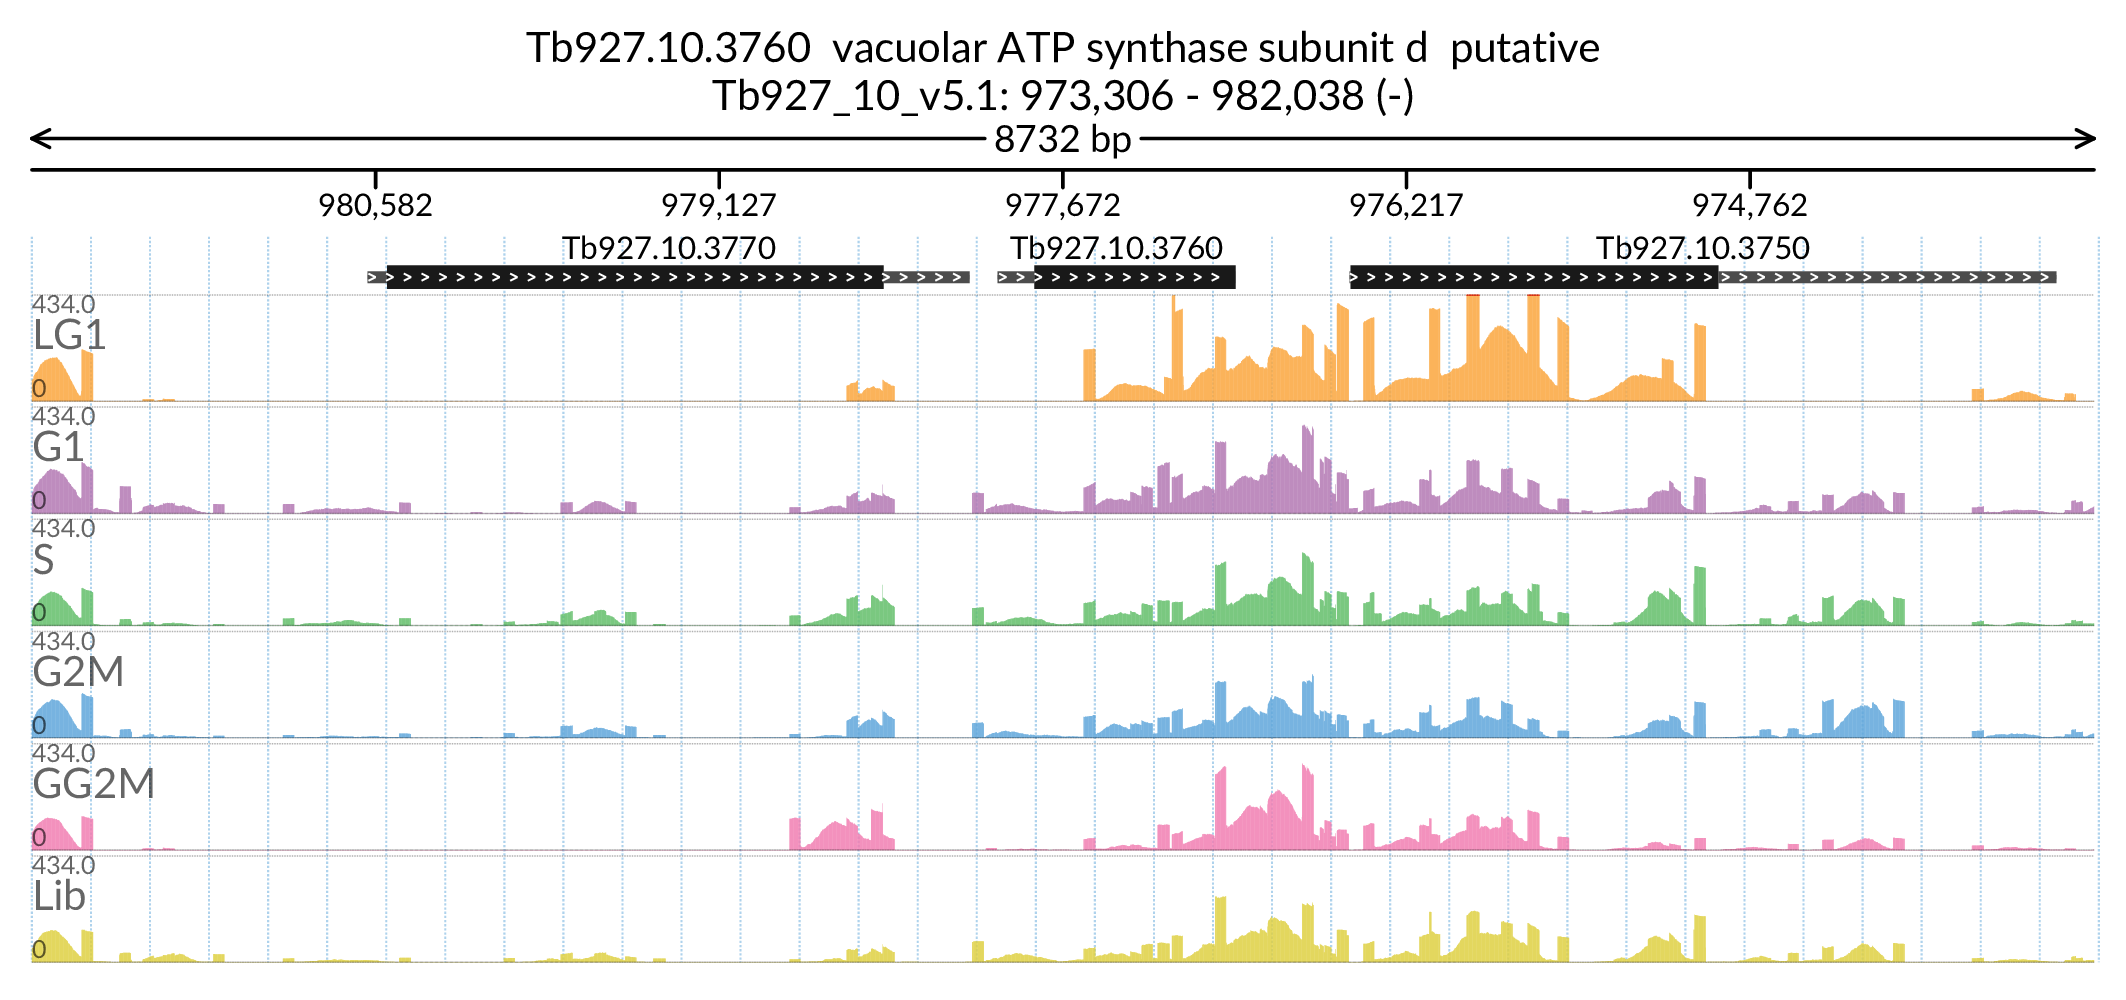 Tb927.10.3760  vacuolar ATP synthase subunit d  putative
Tb927_10_v5.1: 973,306 - 982,038 (-)
8732 bp
980,582 979,127 977,672 976,217 974,762
Tb927.10.3770 Tb927.10.3760 Tb927.10.3750
434.0
LG1
0
434.0
G1
0
434.0
S
0
434.0
G2M
0
434.0
GG2M
0
434.0
Lib
0